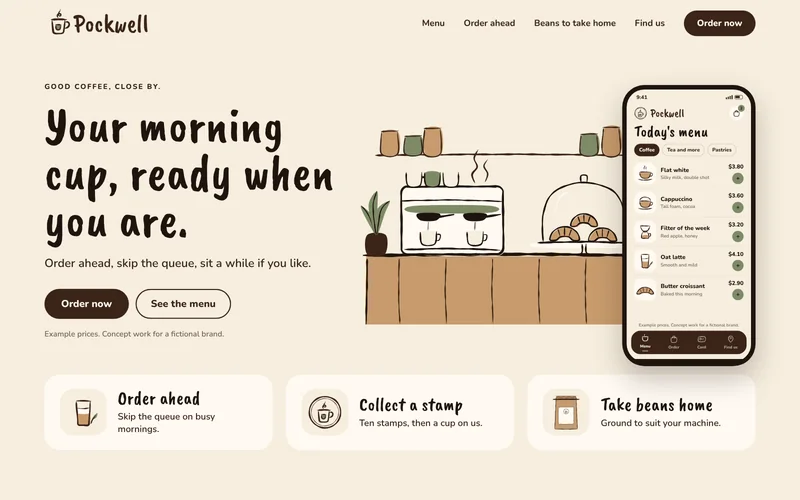 Pockwell
Menu
Order ahead
Beans to take home
Find us
Order now
GOOD COFFEE, CLOSE BY.
Your morning
cup, ready when
you are.
Order ahead, skip the queue, sit a while if you like.
Order now
See the menu
Example prices. Concept work for a fictional brand.
9:41
Pockwell
Today's menu
Coffee
Tea and more
Pastries
Flat white
$3.80
Silky milk, double shot
Cappuccino
$3.60
Tall foam, cocoa
Filter of the week
$3.20
Red apple, honey
Oat latte
$4.10
Smooth and mild
Butter croissant
$2.90
Baked this morning
Example prices. Concept work for a fictional brand.
Menu
Order
Card
Find us
Order ahead
Skip the queue on busy
mornings.
Collect a stamp
Ten stamps, then a cup on us.
Take beans home
Ground to suit your machine.